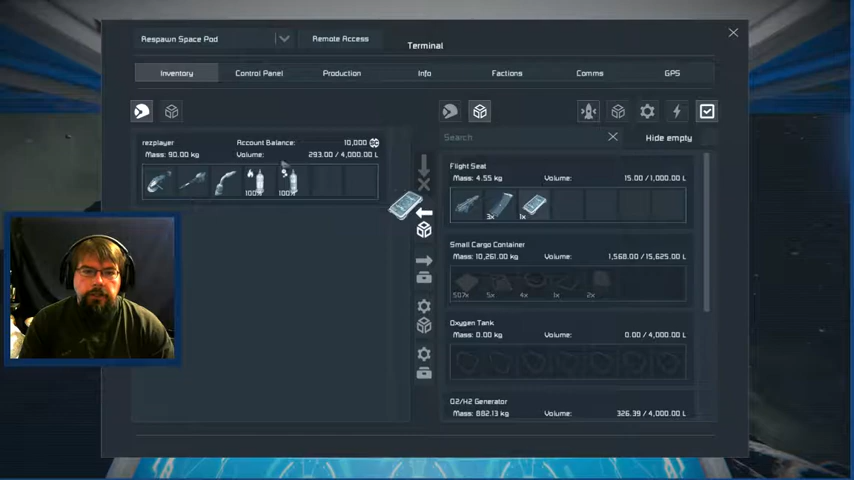 Respawn Space Pod
Remote Access
Terminal
Inventory
Control Panel
Production
Info
Factions
Comms
GPS
rezplayer
Account Balance: 10,000 SC
Mass: 90.00 kg
Volume: 293.00 / 4,000.00 L
100%
100%
Search
Hide empty
Flight Seat
Mass: 4.55 kg
Volume: 15.00 / 1,000.00 L
3x
1x
Small Cargo Container
Mass: 10,261.00 kg
Volume: 1,568.00 / 15,625.00 L
507x
5x
4x
1x
2x
Oxygen Tank
Mass: 0.00 kg
Volume: 0.00 / 4,000.00 L
O2/H2 Generator
Mass: 882.13 kg
Volume: 326.39 / 4,000.00 L